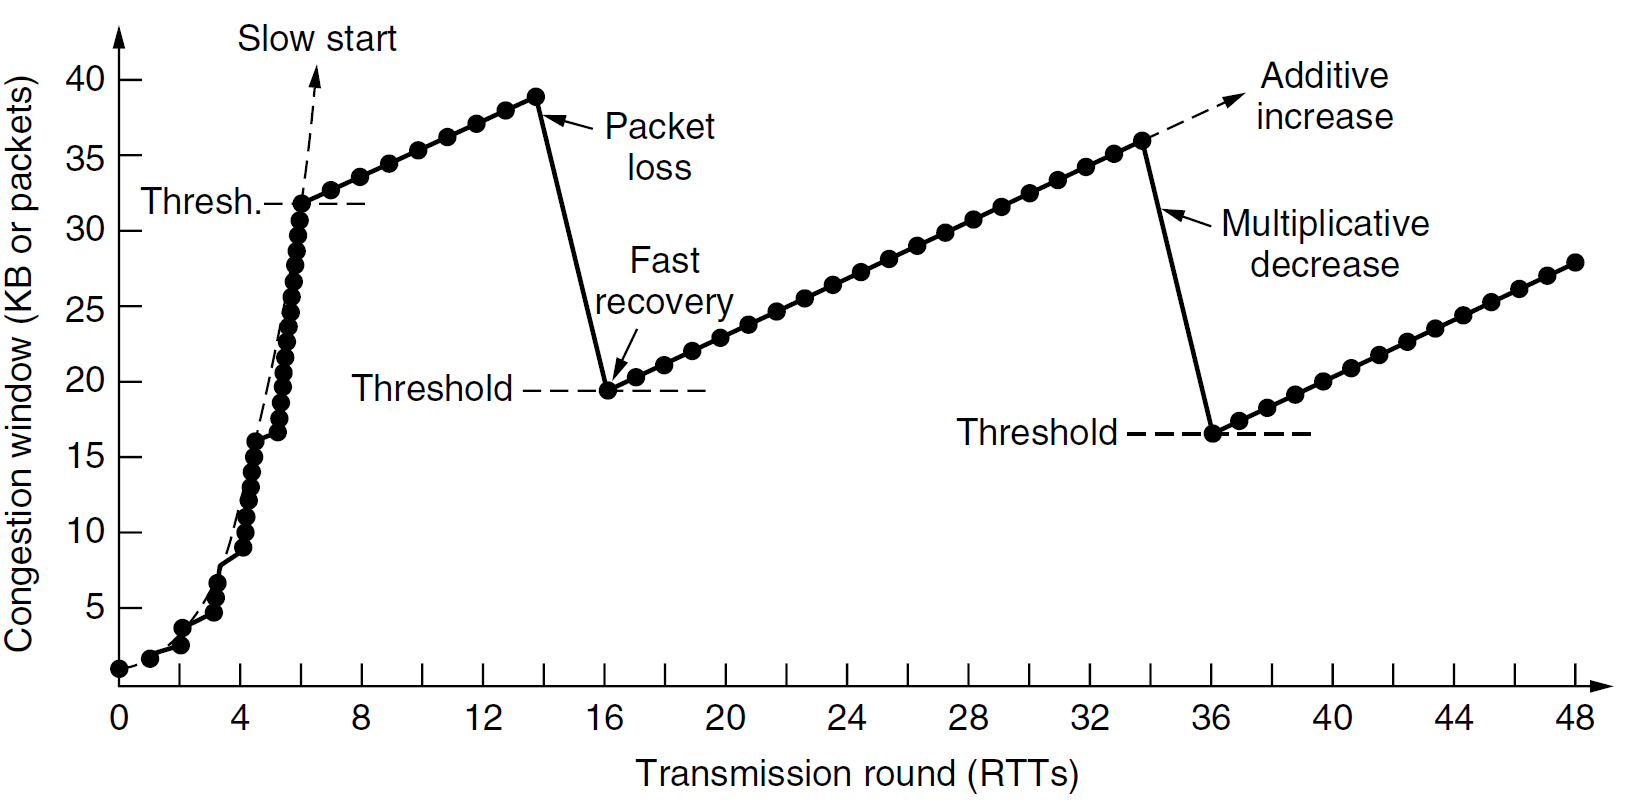 Slow start
Congestion window (KB or packets)
40
35
30
25
20
15
10
5
Thresh.
Packet
loss
Fast
recovery
Threshold
Additive
increase
Multiplicative
decrease
Threshold
0 4 8 12 16 20 24 28 32 36 40 44 48
Transmission round (RTTs)